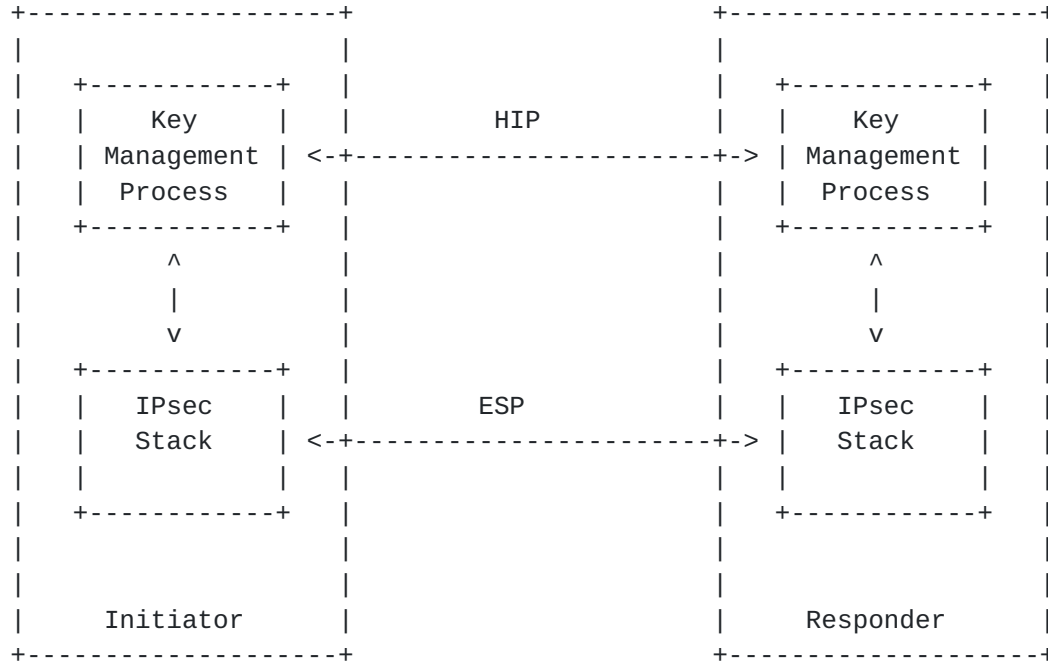 Key HIP Key
Management Management
Process Process
IPsec ESP IPsec
Stack Stack
Initiator Responder